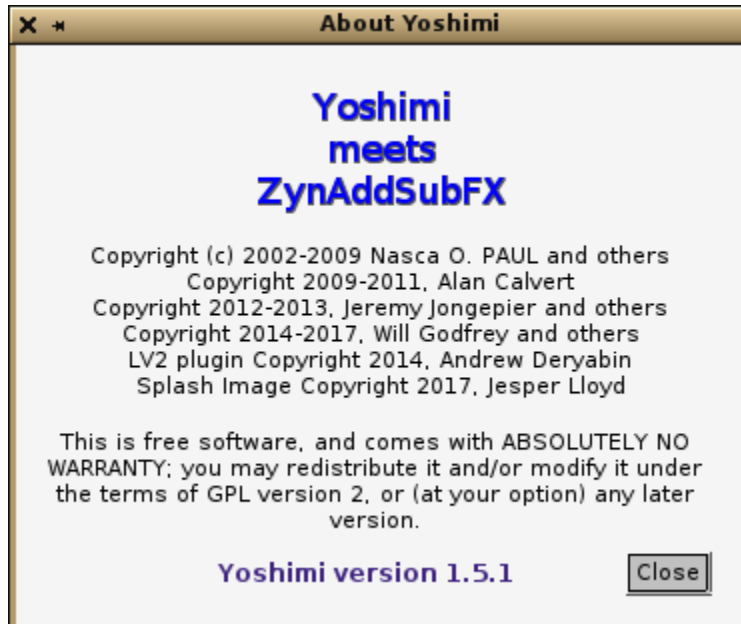 About Yoshimi
Yoshimi
meets
ZynAddSubFX
Copyright (c) 2002-2009 Nasca O. PAUL and others
Copyright 2009-2011, Alan Calvert
Copyright 2012-2013, Jeremy Jongepier and others
Copyright 2014-2017, Will Godfrey and others
LV2 plugin Copyright 2014, Andrew Deryabin
Splash Image Copyright 2017, Jesper Lloyd
This is free software, and comes with ABSOLUTELY NO
WARRANTY; you may redistribute it and/or modify it under
the terms of GPL version 2, or (at your option) any later
version.
Yoshimi version 1.5.1
Close